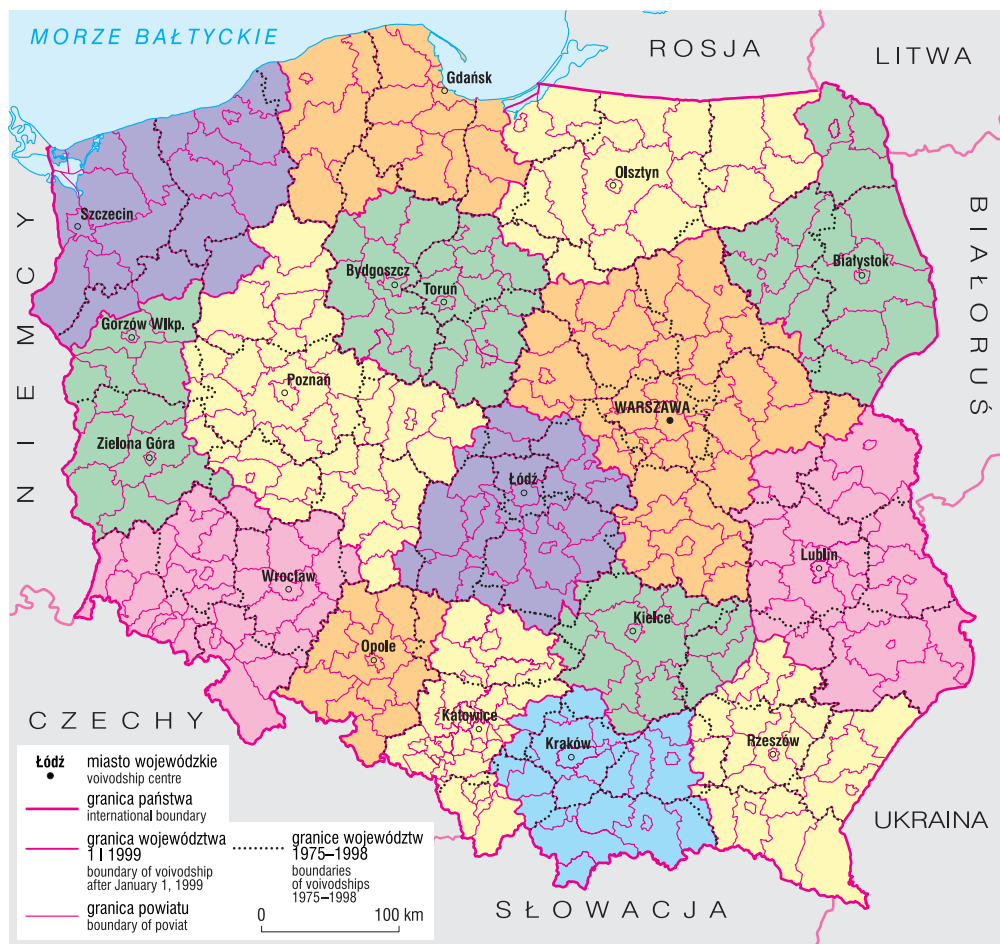 MORZE BAŁTYCKIE
ROSJA
LITWA
Gdańsk
Olsztyn
Szczecin
NIEMCY
BIAŁORUŚ
Białystok
Bydgoszcz
Toruń
Gorzów Wlkp.
Poznań
WARSZAWA
Zielona Góra
Łódź
Lublin
Wrocław
Kielce
Opole
Katowice
Kraków
Rzeszów
CZECHY
UKRAINA
SŁOWACJA
Łódź miasto wojewódzkie
voivodship centre
granica państwa
international boundary
granica województwa
1 I 1999
boundary of voivodship
after January 1, 1999
granica powiatu
boundary of poviat
granice województw
1975–1998
boundaries
of voivodships
1975–1998
0 100 km